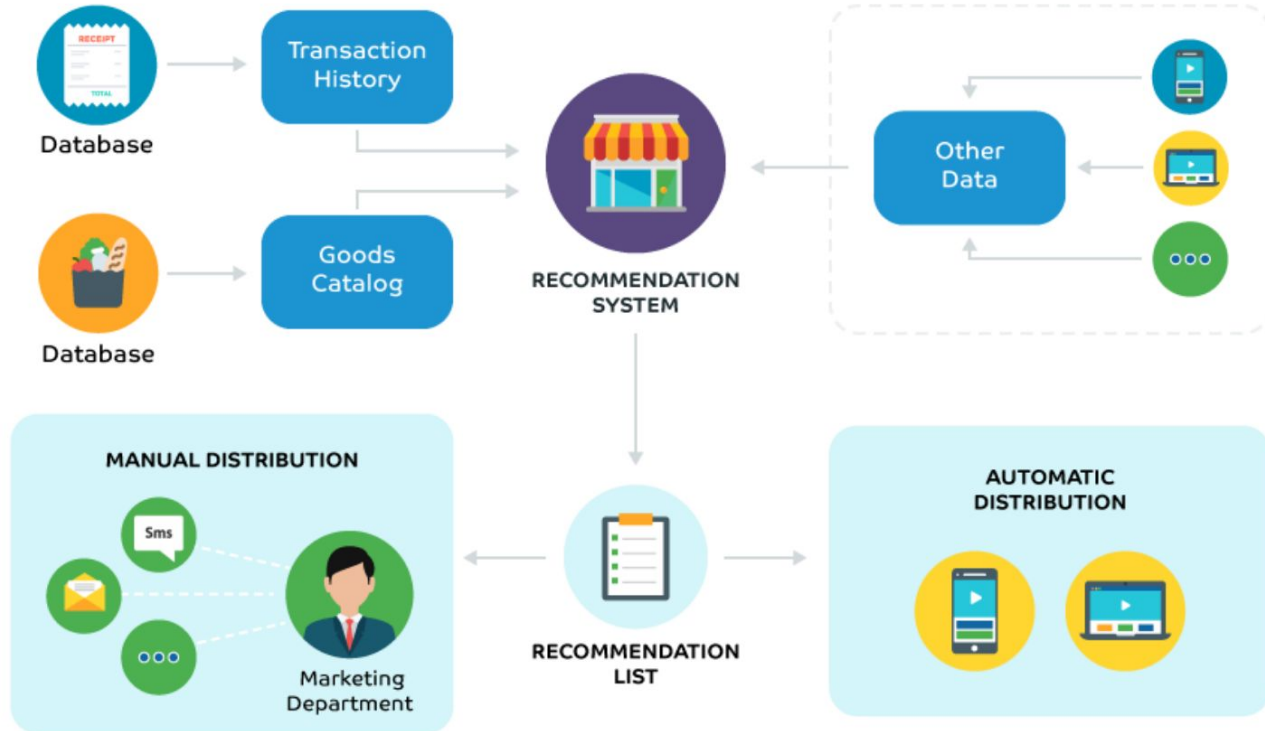 RECEIPT
TOTAL
Database
Transaction
History
Database
Goods
Catalog
RECOMMENDATION
SYSTEM
Other
Data
MANUAL DISTRIBUTION
Sms
Marketing
Department
RECOMMENDATION
LIST
AUTOMATIC
DISTRIBUTION